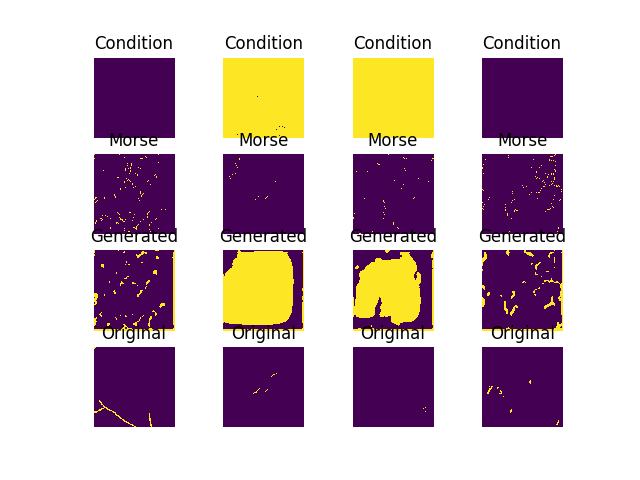 Condition Condition Condition Condition
Morse Morse Morse Morse
Generated Generated Generated Generated
Original Original Original Original